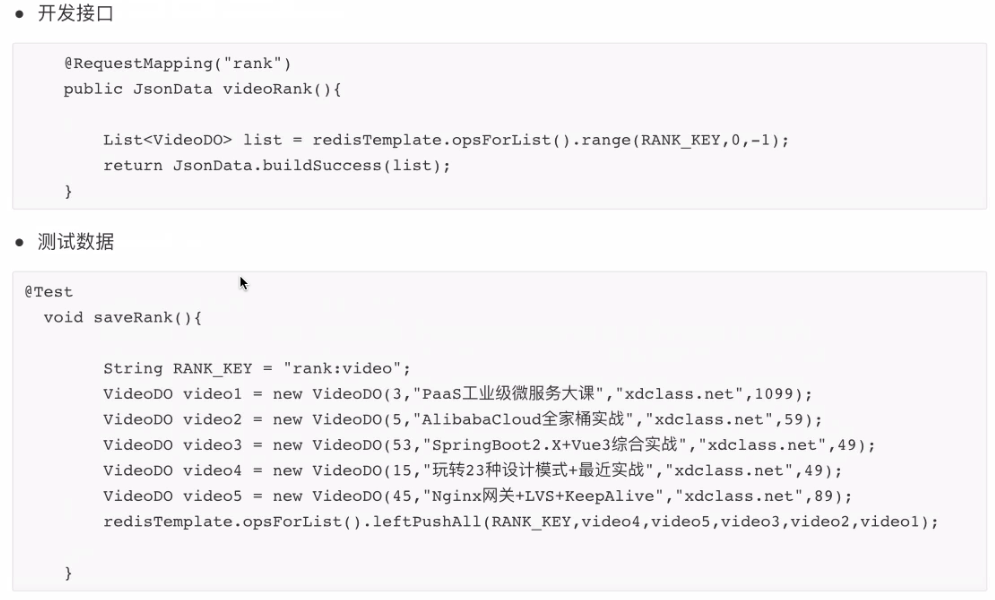 • 开发接口
@RequestMapping("rank")
public JsonData videoRank(){
List<VideoDO> list = redisTemplate.opsForList().range(RANK_KEY,0,-1);
return JsonData.buildSuccess(list);
}
• 测试数据
@Test
void saveRank(){
String RANK_KEY = "rank:video";
VideoDO video1 = new VideoDO(3,"PaaS工业级微服务大课","xdclass.net",1099);
VideoDO video2 = new VideoDO(5,"AlibabaCloud全家桶实战","xdclass.net",59);
VideoDO video3 = new VideoDO(53,"SpringBoot2.X+Vue3综合实战","xdclass.net",49);
VideoDO video4 = new VideoDO(15,"玩转23种设计模式+最近实战","xdclass.net",49);
VideoDO video5 = new VideoDO(45,"Nginx网关+LVS+KeepAlive","xdclass.net",89);
redisTemplate.opsForList().leftPushAll(RANK_KEY,video4,video5,video3,video2,video1);
}